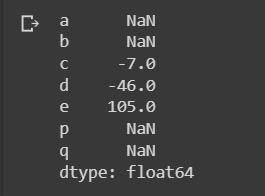 a NaN
b NaN
c -7.0
d -46.0
e 105.0
p NaN
q NaN
dtype: float64